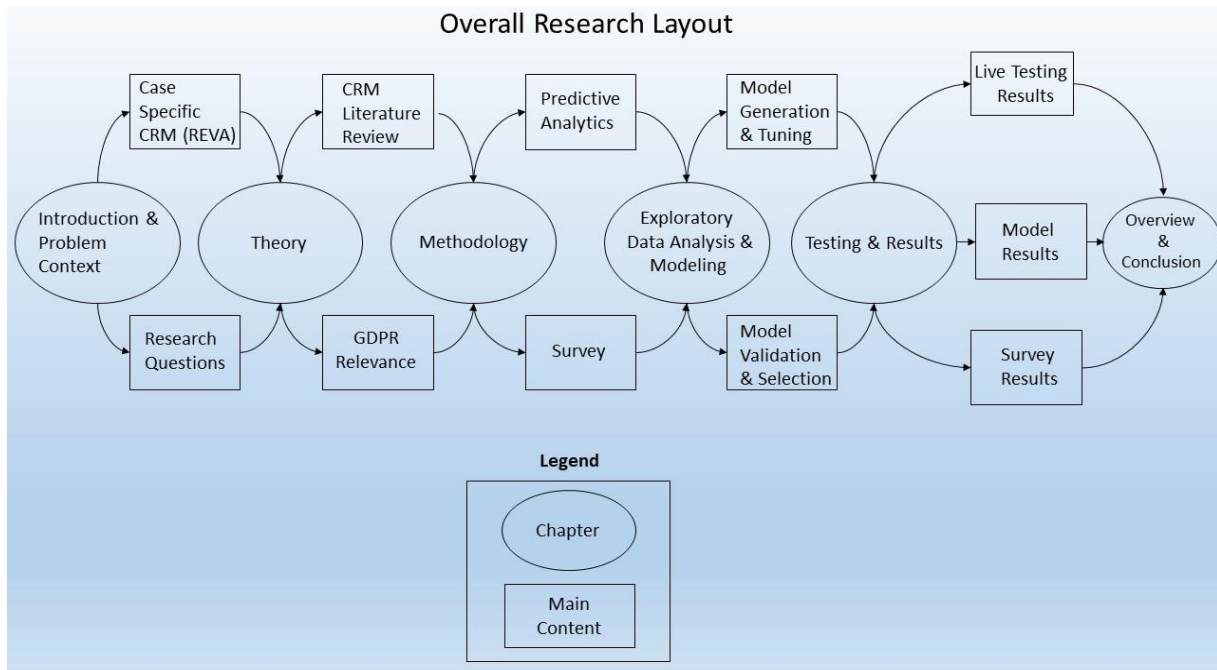 Overall Research Layout
Case
Specific
CRM (REVA)
CRM
Literature
Review
Predictive
Analytics
Model
Generation
& Tuning
Live Testing
Results
Introduction &
Problem
Context
Theory
Methodology
Exploratory
Data Analysis &
Modeling
Testing & Results
Model
Results
Overview
&
Conclusion
Research
Questions
GDPR
Relevance
Survey
Model
Validation
& Selection
Survey
Results
Legend
Chapter
Main
Content